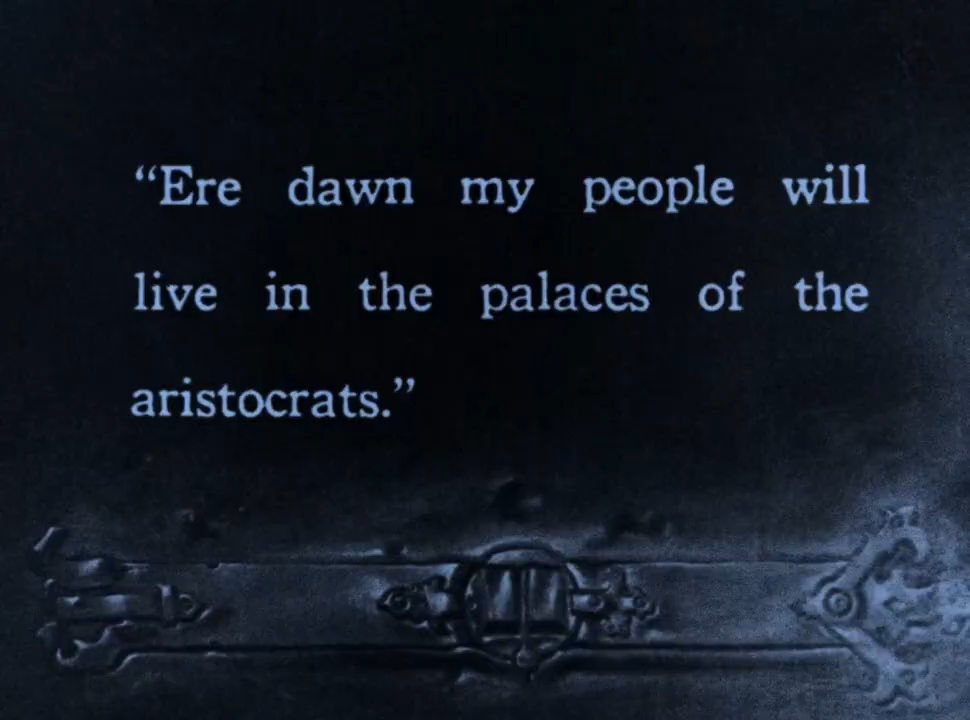 “Ere dawn my people will
live in the palaces of the
aristocrats.”